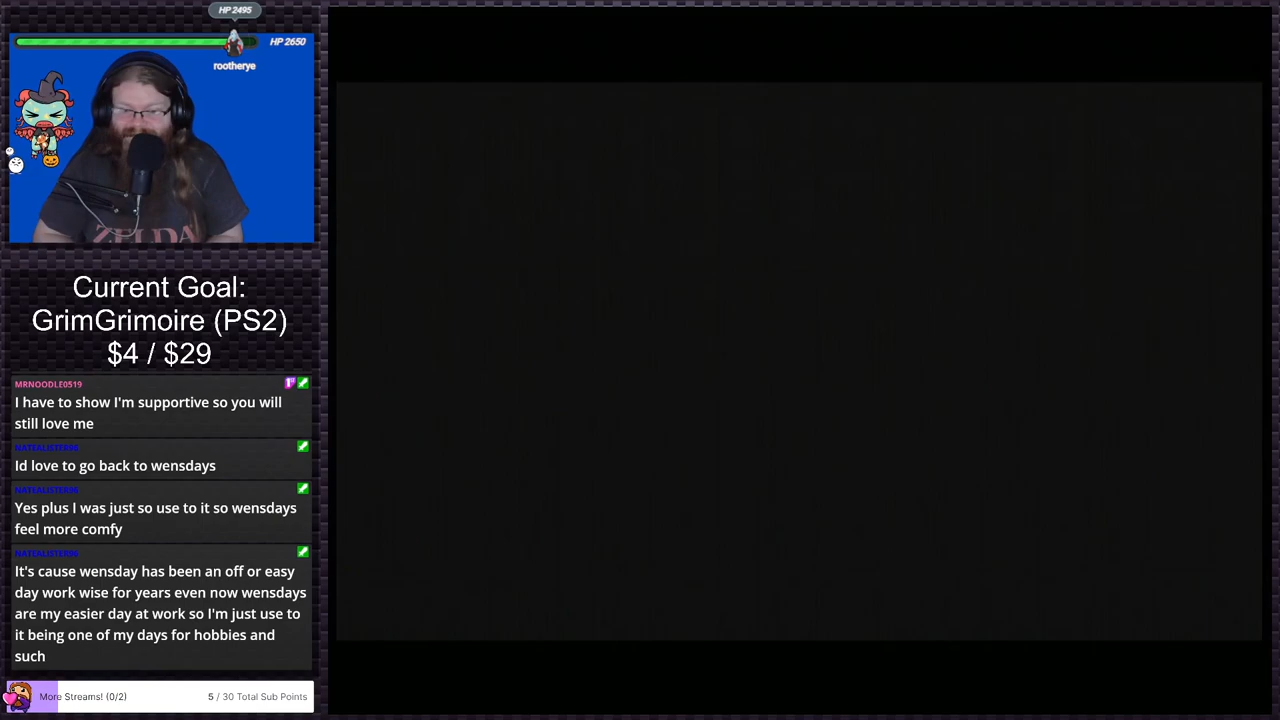 HP 2495
HP 2650
rootherye
ZELDA
Current Goal:
GrimGrimoire (PS2)
$4 / $29
MRNOODLE0519
I have to show I'm supportive so you will
still love me
Id love to go back to wensdays
Yes plus I was just so use to it so wensdays
feel more comfy
It's cause wensday has been an off or easy
day work wise for years even now wensdays
are my easier day at work so I'm just use to
it being one of my days for hobbies and
such
More Streams! (0/2)
5 / 30 Total Sub Points